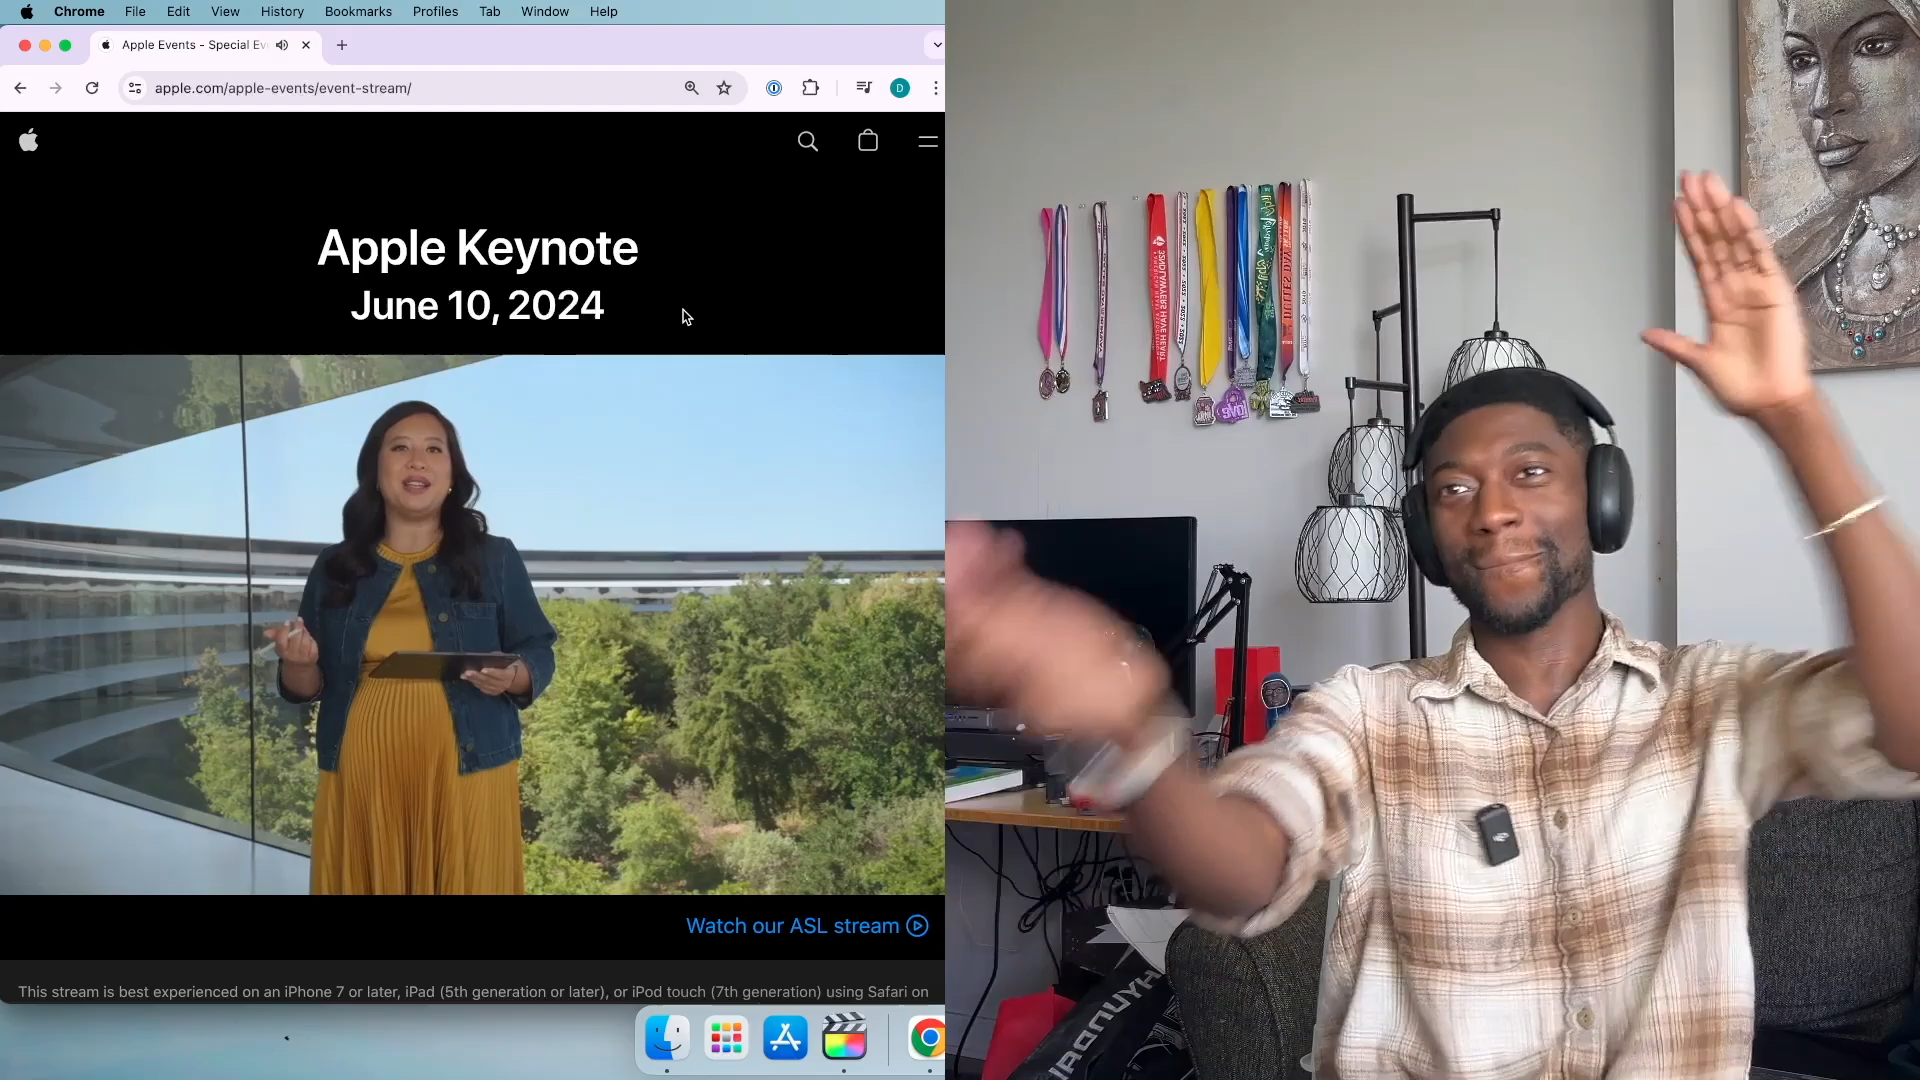 Chrome File Edit View History Bookmarks Profiles Tab Window Help
Apple Events - Special Ev
apple.com/apple-events/event-stream/
D
Apple Keynote
June 10, 2024
Watch our ASL stream
This stream is best experienced on an iPhone 7 or later, iPad (5th generation or later), or iPod touch (7th generation) using Safari on